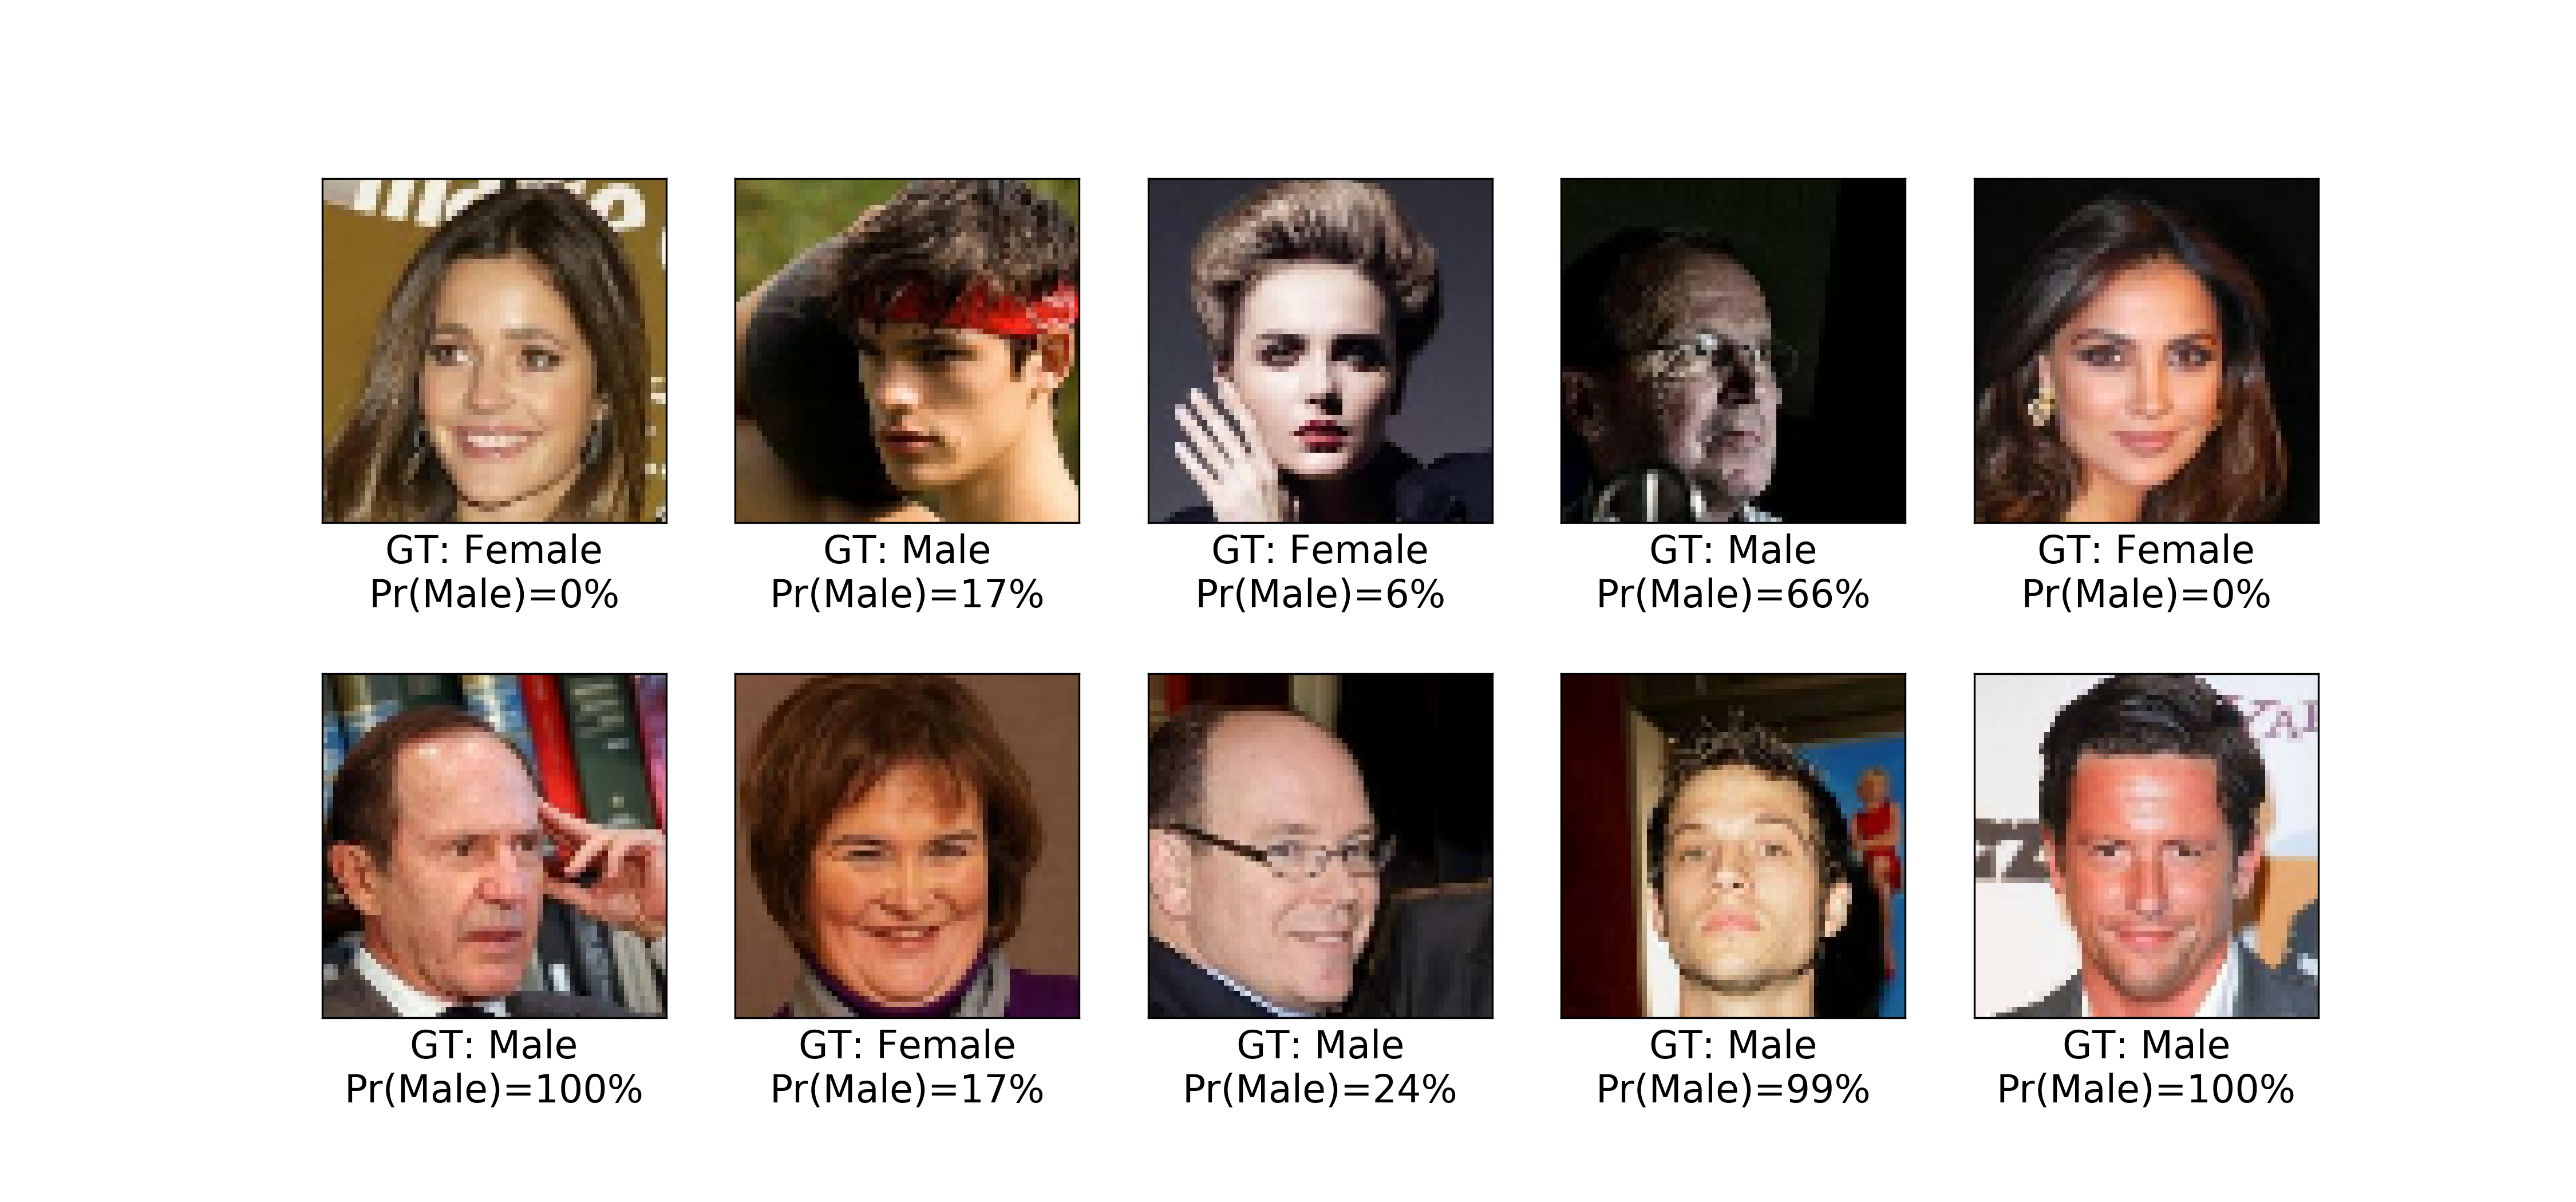 GT: Female
Pr(Male)=0%
GT: Male
Pr(Male)=17%
GT: Female
Pr(Male)=6%
GT: Male
Pr(Male)=66%
GT: Female
Pr(Male)=0%
YAH
GT: Male
Pr(Male)=100%
GT: Female
Pr(Male)=17%
GT: Male
Pr(Male)=24%
GT: Male
Pr(Male)=99%
GT: Male
Pr(Male)=100%